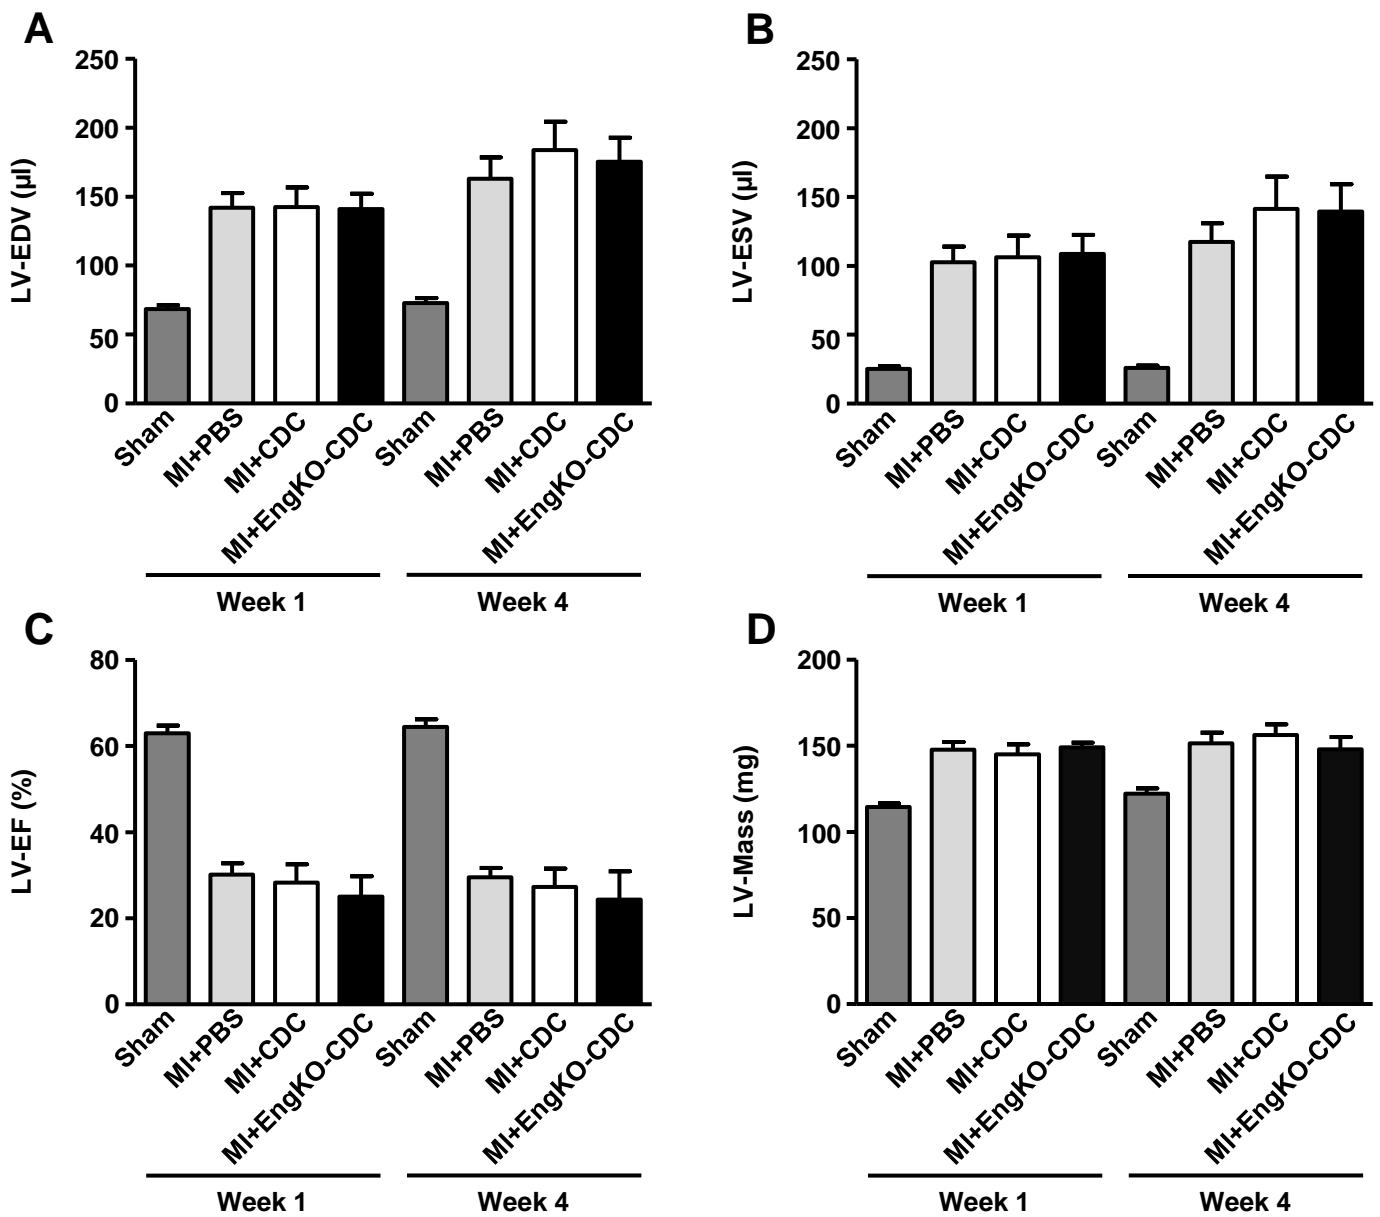 A
LV-EDV (µl)
250
200
150
100
50
0
Sham
MI+PBS
MI+CDC
MI+EngKO-CDC
Sham
MI+PBS
MI+CDC
MI+EngKO-CDC
Week 1
Week 4
B
LV-ESV (µl)
250
200
150
100
50
0
Sham
MI+PBS
MI+CDC
MI+EngKO-CDC
Sham
MI+PBS
MI+CDC
MI+EngKO-CDC
Week 1
Week 4
C
LV-EF (%)
80
60
40
20
0
Sham
MI+PBS
MI+CDC
MI+EngKO-CDC
Sham
MI+PBS
MI+CDC
MI+EngKO-CDC
Week 1
Week 4
D
LV-Mass (mg)
200
150
100
50
0
Sham
MI+PBS
MI+CDC
MI+EngKO-CDC
Sham
MI+PBS
MI+CDC
MI+EngKO-CDC
Week 1
Week 4